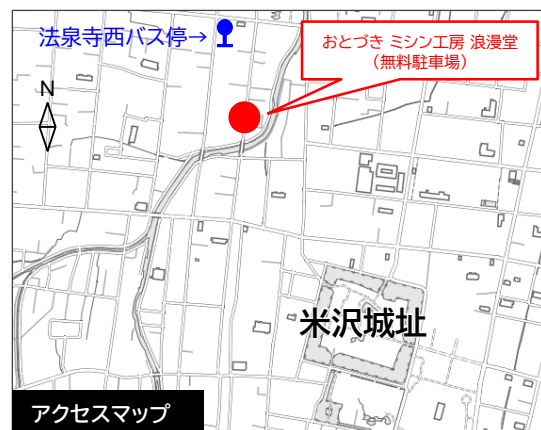 法泉寺西バス停→
おとづき ミシン工房 浪漫堂
（無料駐車場）
N
米沢城址
アクセスマップ